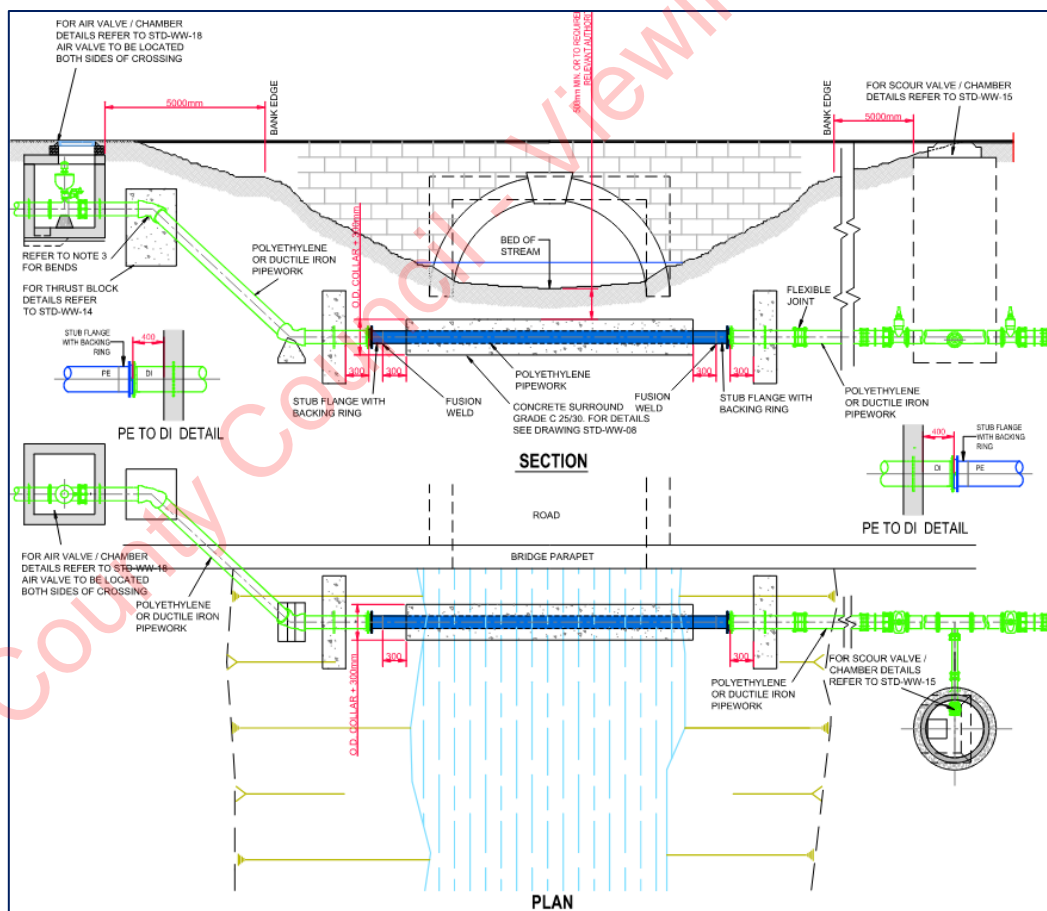 FOR AIR VALVE / CHAMBER
DETAILS REFER TO STD-WW-18
AIR VALVE TO BE LOCATED
BOTH SIDES OF CROSSING
5000mm
BANK EDGE
500mm MIN. OR TO REQUIRE
RELEVANT AUTHOR
BANK EDGE
5000mm
FOR SCOUR VALVE / CHAMBER
DETAILS REFER TO STD-WW-15
REFER TO NOTE 3
FOR BENDS
FOR THRUST BLOCK
DETAILS REFER
TO STD-WW-14
POLYETHYLENE
OR DUCTILE IRON
PIPEWORK
O.D. COLLAR + 300mm
BED OF
STREAM
FLEXIBLE
JOINT
STUB FLANGE
WITH BACKING
RING
400
PE
DI
PE TO DI DETAIL
300
300
300
300
STUB FLANGE WITH
BACKING RING
FUSION
WELD
POLYETHYLENE
PIPEWORK
CONCRETE SURROUND
GRADE C 25/30. FOR DETAILS
SEE DRAWING STD-WW-08
FUSION
WELD
STUB FLANGE WITH
BACKING RING
POLYETHYLENE
OR DUCTILE IRON
PIPEWORK
SECTION
400
STUB FLANGE
WITH BACKING
RING
DI
PE
PE TO DI DETAIL
ROAD
BRIDGE PARAPET
FOR AIR VALVE / CHAMBER
DETAILS REFER TO STD-WW-18
AIR VALVE TO BE LOCATED
BOTH SIDES OF CROSSING
POLYETHYLENE
OR DUCTILE IRON
PIPEWORK
300
O.D. COLLAR + 300mm
300
POLYETHYLENE
OR DUCTILE IRON
PIPEWORK
FOR SCOUR VALVE /
CHAMBER DETAILS
REFER TO STD-WW-15
PLAN
County Council - Viewin